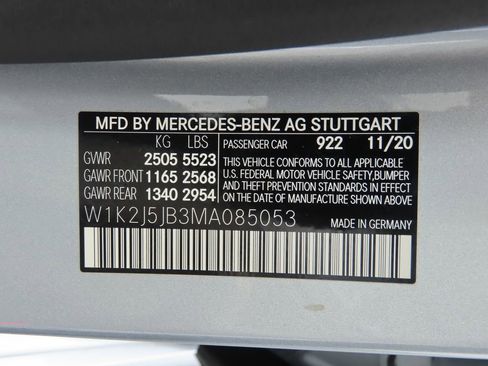 MFD BY MERCEDES-BENZ AG STUTTGART
KG LBS PASSENGER CAR 922 11/20
GVWR 2505 5523 THIS VEHICLE CONFORMS TO ALL APPLICABLE
GAWR FRONT 1165 2568 U.S. FEDERAL MOTOR VEHICLE SAFETY,BUMPER
GAWR REAR 1340 2954 AND THEFT PREVENTION STANDARDS IN EFFECT
ON THE DATE OF MANUFACTURE SHOWN ABOVE.
W1K2J5JB3MA085053
MADE IN GERMANY